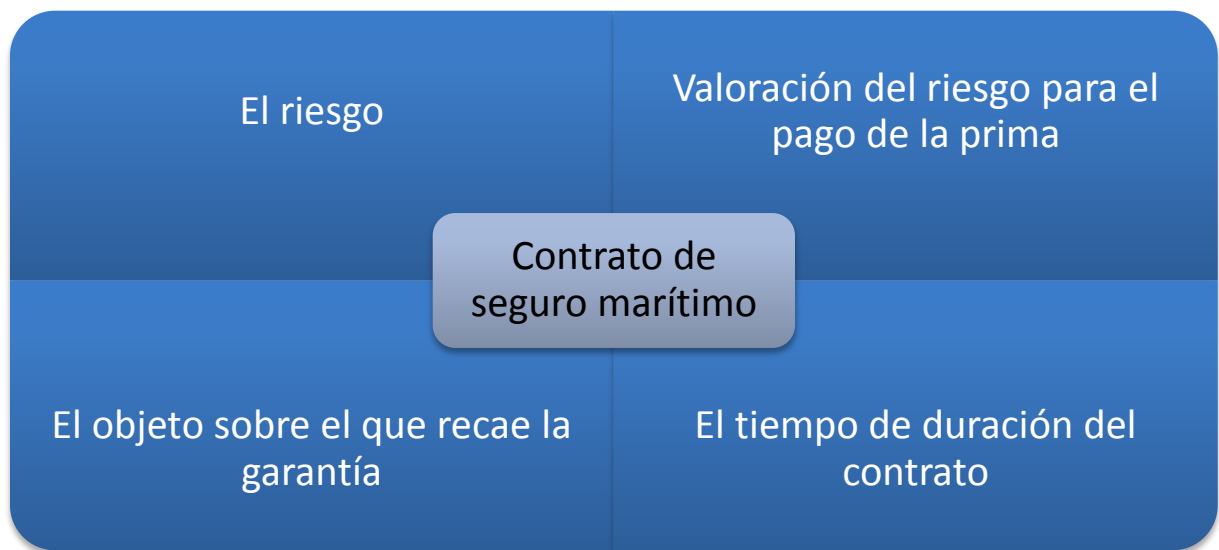 El riesgo
Valoración del riesgo para el
pago de la prima
Contrato de
seguro marítimo
El objeto sobre el que recae la
garantía
El tiempo de duración del
contrato